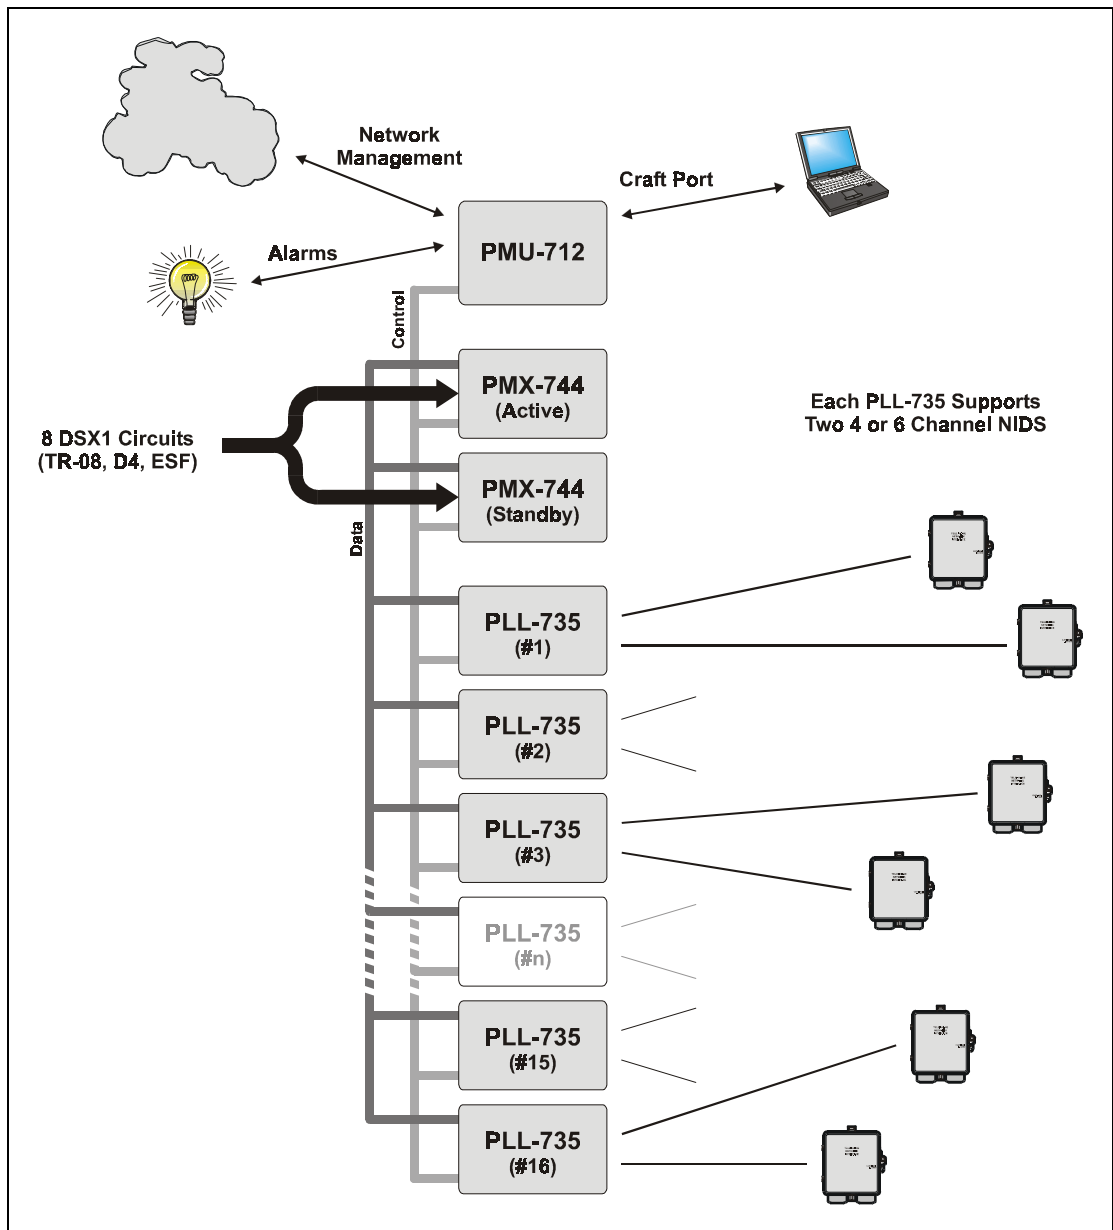 Network
Management
Craft Port
PMU-712
Alarms
Control
PMX-744
(Active)
Each PLL-735 Supports
Two 4 or 6 Channel NIDS
8 DSX1 Circuits
(TR-08, D4, ESF)
PMX-744
(Standby)
Data
PLL-735
(#1)
PLL-735
(#2)
PLL-735
(#3)
PLL-735
(#n)
PLL-735
(#15)
PLL-735
(#16)